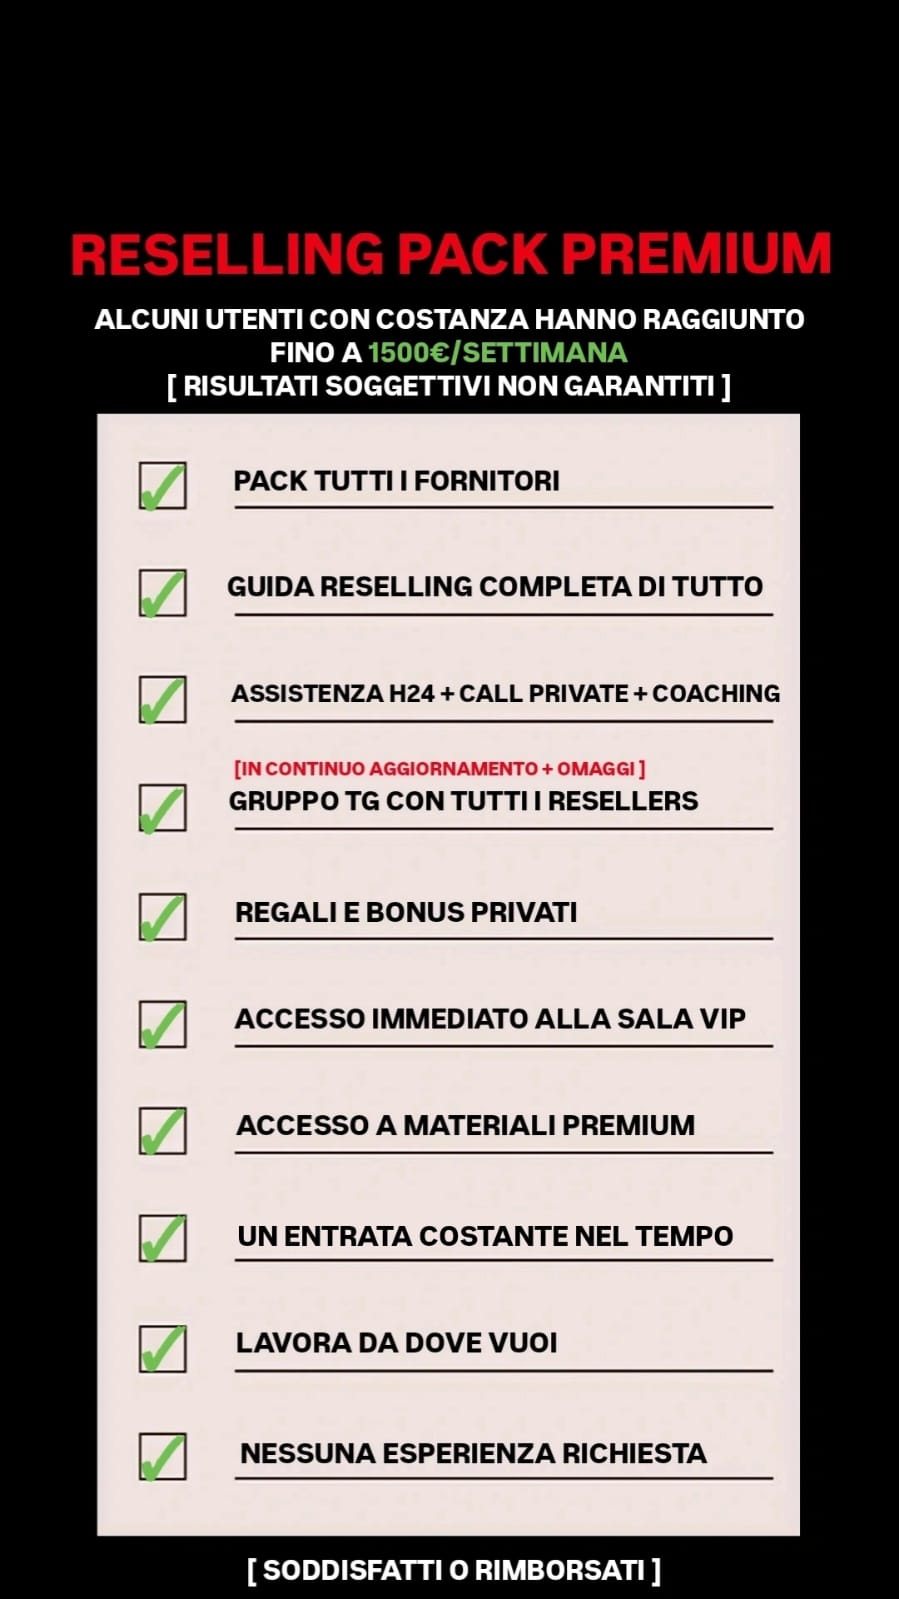 RESELLING PACK PREMIUM
ALCUNI UTENTI CON COSTANZA HANNO RAGGIUNTO
FINO A 1500€/SETTIMANA
[ RISULTATI SOGGETTIVI NON GARANTITI ]
PACK TUTTI I FORNITORI
GUIDA RESELLING COMPLETA DI TUTTO
ASSISTENZA H24 + CALL PRIVATE + COACHING
[IN CONTINUO AGGIORNAMENTO + OMAGGI ]
GRUPPO TG CON TUTTI I RESELLERS
REGALI E BONUS PRIVATI
ACCESSO IMMEDIATO ALLA SALA VIP
ACCESSO A MATERIALI PREMIUM
UN ENTRATA COSTANTE NEL TEMPO
LAVORA DA DOVE VUOI
NESSUNA ESPERIENZA RICHIESTA
[ SODDISFATTI O RIMBORSATI ]